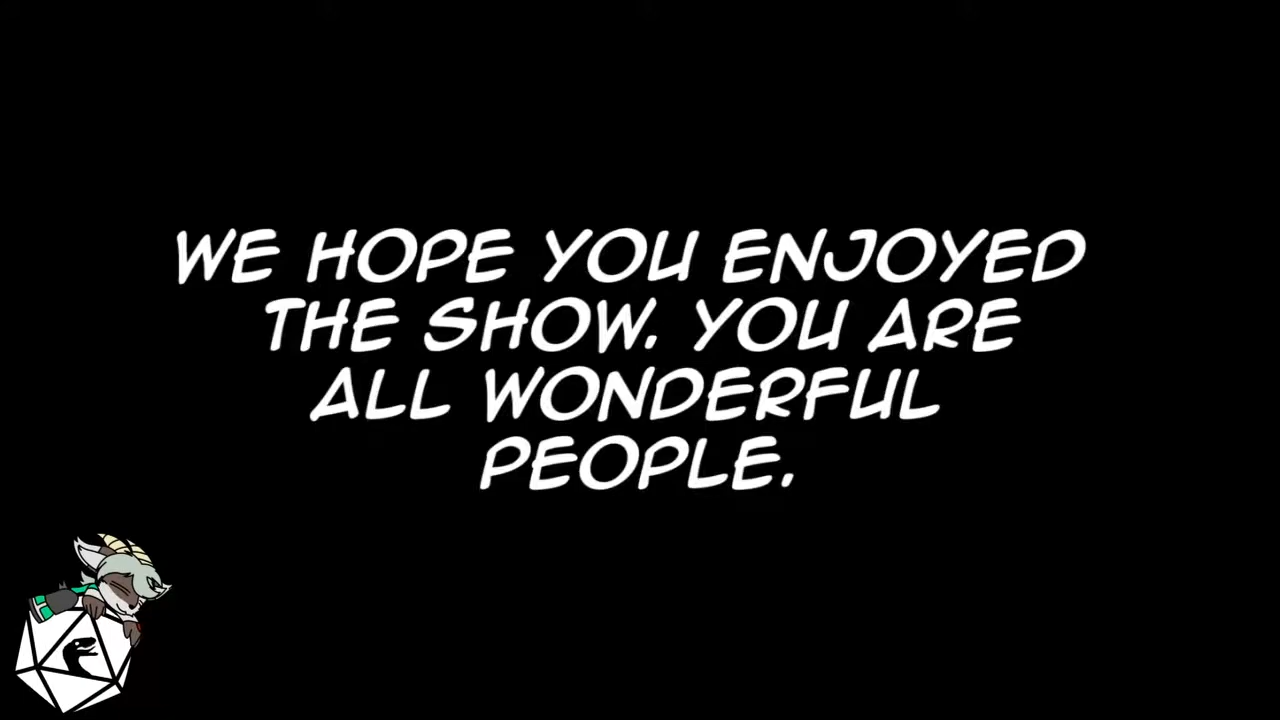 WE HOPE YOU ENJOYED
THE SHOW. YOU ARE
ALL WONDERFUL
PEOPLE.